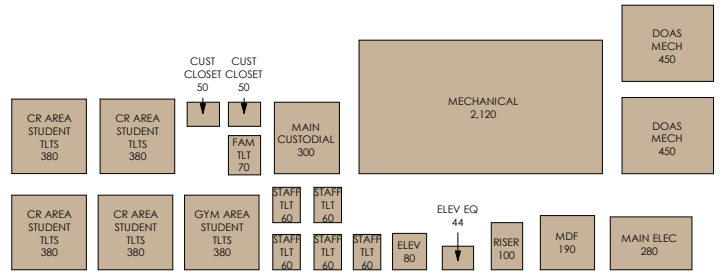 CUST
CLOSET
50
CUST
CLOSET
50
DOAS
MECH
450
MECHANICAL
2,120
CR AREA
STUDENT
TLTS
380
CR AREA
STUDENT
TLTS
380
MAIN
CUSTODIAL
300
FAM
TLT
70
DOAS
MECH
450
CR AREA
STUDENT
TLTS
380
CR AREA
STUDENT
TLTS
380
GYM AREA
STUDENT
TLTS
380
STAFF
TLT
60
STAFF
TLT
60
STAFF
TLT
60
STAFF
TLT
60
STAFF
TLT
60
ELEV
80
ELEV EQ
44
RISER
100
MDF
190
MAIN ELEC
280